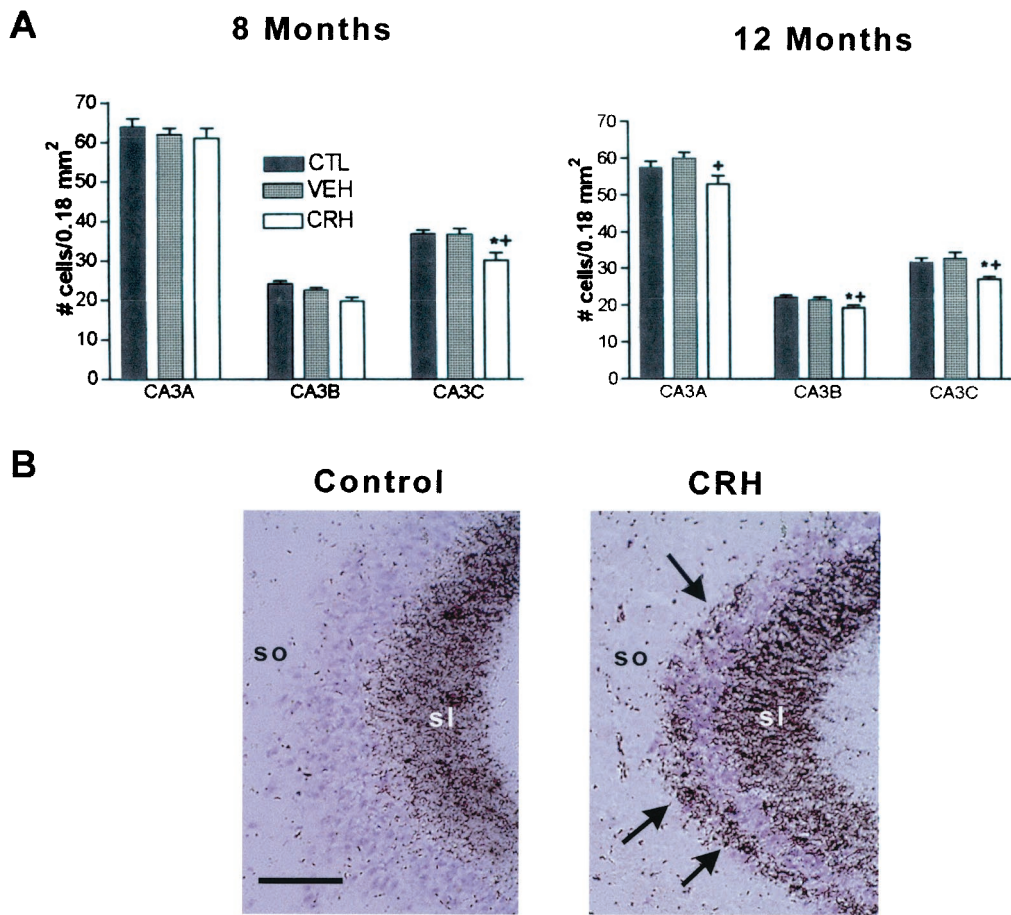 A
8 Months
12 Months
# cells/0.18 mm²
70
60
50
40
30
20
10
0
CTL
VEH
CRH
*+
CA3A
CA3B
CA3C
# cells/0.18 mm²
70
60
50
40
30
20
10
0
+
*+
*+
CA3A
CA3B
CA3C
B
Control
CRH
so
sl
so
sl